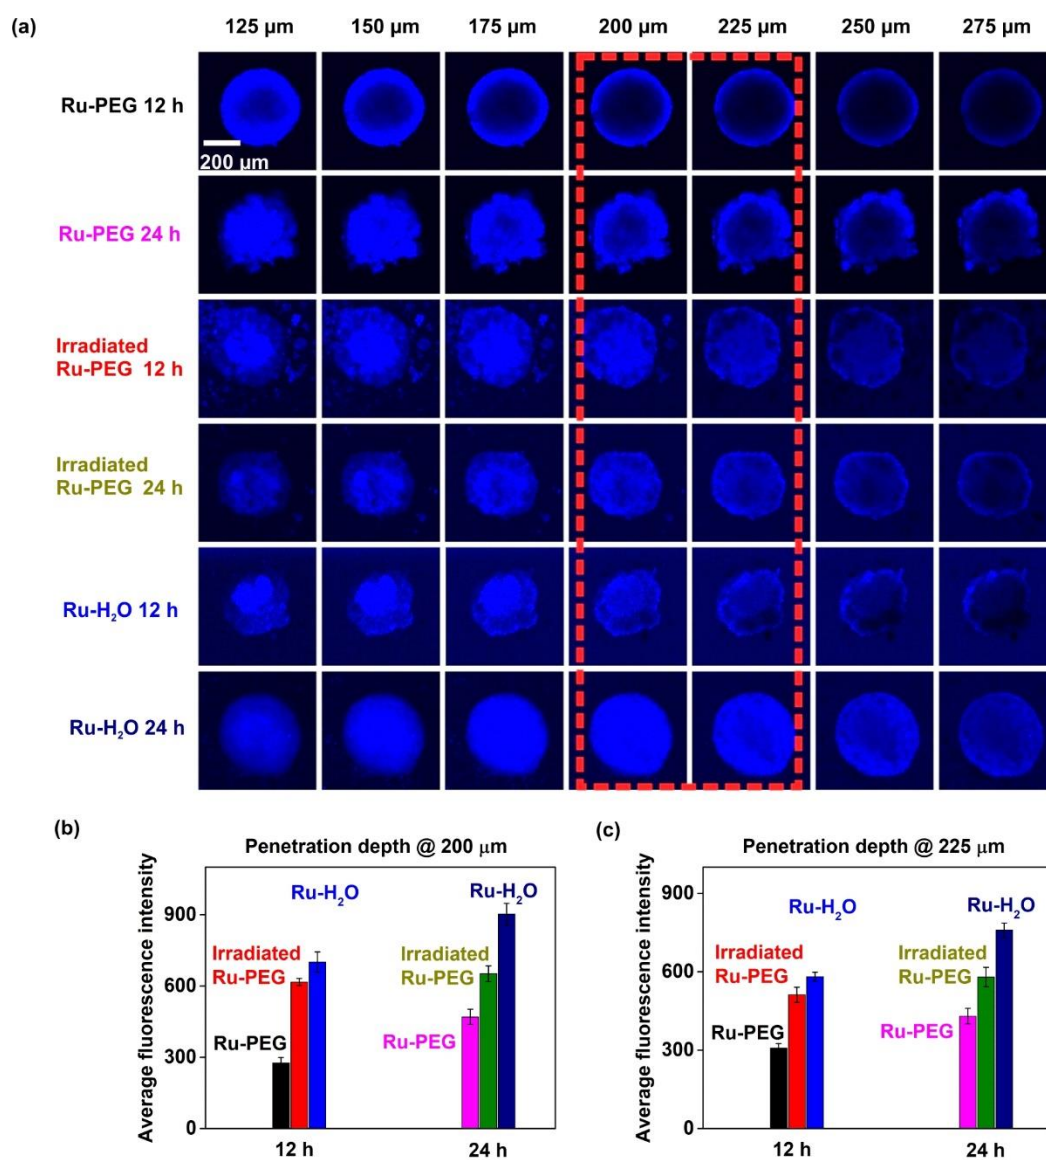 (a)
125 µm 150 µm 175 µm 200 µm 225 µm 250 µm 275 µm
Ru-PEG 12 h
200 µm
Ru-PEG 24 h
Irradiated
Ru-PEG 12 h
Irradiated
Ru-PEG 24 h
Ru-H₂O 12 h
Ru-H₂O 24 h
(b)
Penetration depth @ 200 µm
Average fluorescence intensity
900
600
300
0
Ru-H₂O
Irradiated
Ru-PEG
Ru-PEG
Ru-H₂O
Irradiated
Ru-PEG
Ru-PEG
12 h
24 h
(c)
Penetration depth @ 225 µm
Average fluorescence intensity
900
600
300
0
Ru-H₂O
Irradiated
Ru-PEG
Ru-PEG
Ru-H₂O
Irradiated
Ru-PEG
Ru-PEG
12 h
24 h